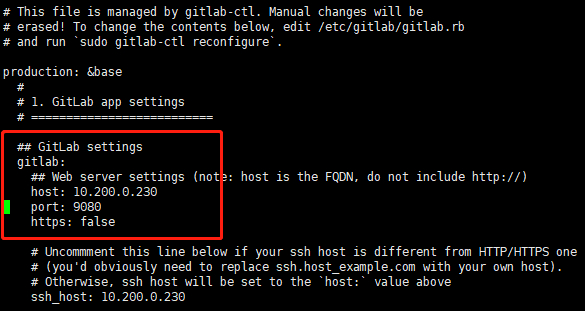 # This file is managed by gitlab-ctl. Manual changes will be
# erased! To change the contents below, edit /etc/gitlab/gitlab.rb
# and run `sudo gitlab-ctl reconfigure`.
production: &base
#
# 1. GitLab app settings
# ==========================
## GitLab settings
gitlab:
## Web server settings (note: host is the FQDN, do not include http://)
host: 10.200.0.230
port: 9080
https: false
# Uncommment this line below if your ssh host is different from HTTP/HTTPS one
# (you'd obviously need to replace ssh.host_example.com with your own host).
# Otherwise, ssh host will be set to the `host:` value above
ssh_host: 10.200.0.230